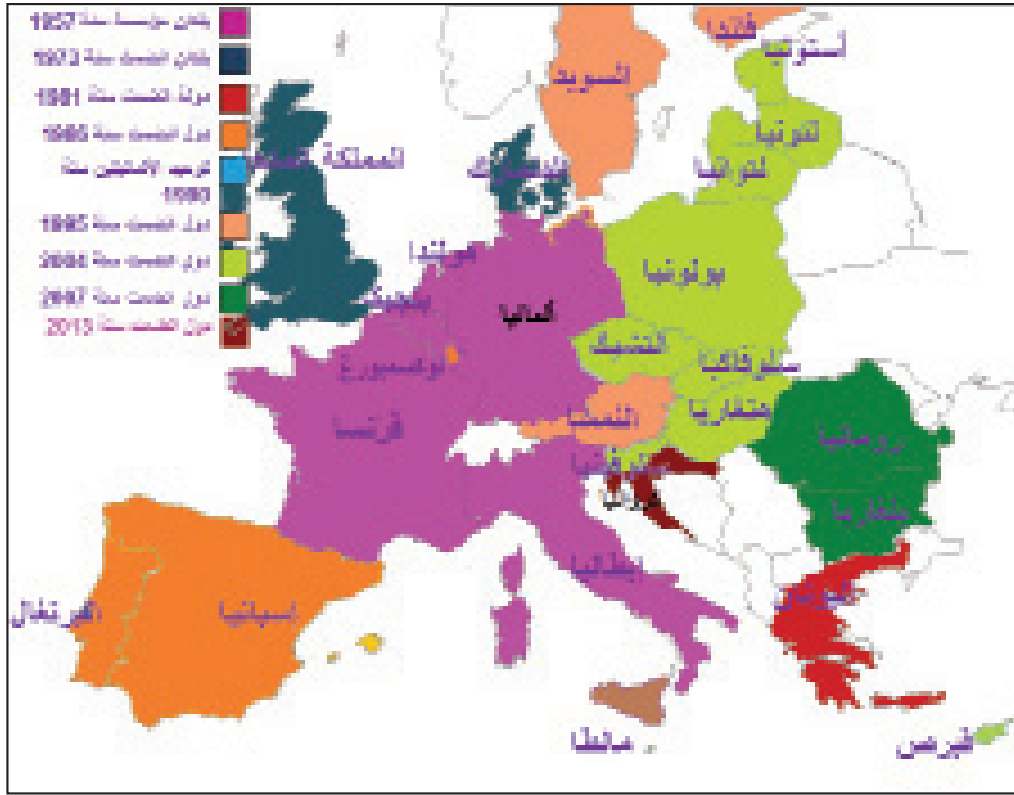 بلدان مؤسسة سنة 1957
بلدان انضمت سنة 1973
دولة انضمت سنة 1981
دول انضمت سنة 1986
توحيد الألمانيتين سنة
1990
دول انضمت سنة 1995
دول انضمت سنة 2004
دول انضمت سنة 2007
دول انضمت سنة 2013
فنلندا
أستونيا
السويد
لتونيا
لتوانيا
المملكة المتحدة
الدنمارك
هولندا
بولونيا
بلجيكا
ألمانيا
التشيك
لوكسمبورغ
سلوفاكيا
هنغاريا
النمسا
فرنسا
رومانيا
سلوفانيا
كرواتيا
بلغاريا
إيطاليا
اليونان
البرتغال
إسبانيا
مالطا
قبرص